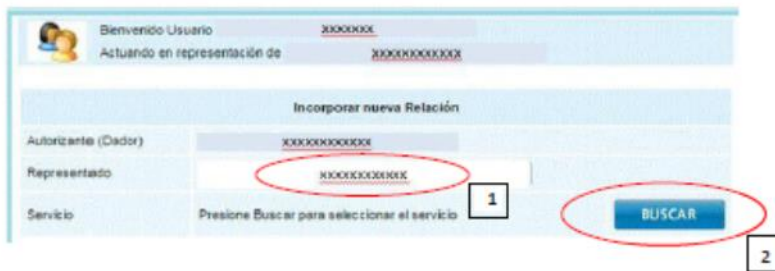 Bienvenido Usuario xxxxxxx
Actuando en representación de xxxxxxxxxxxx
Incorporar nueva Relación
Autorizante (Dador) xxxxxxxxxxxx
Representado xxxxxxxxxxxx
1
Servicio Presione Buscar para seleccionar el servicio BUSCAR
2